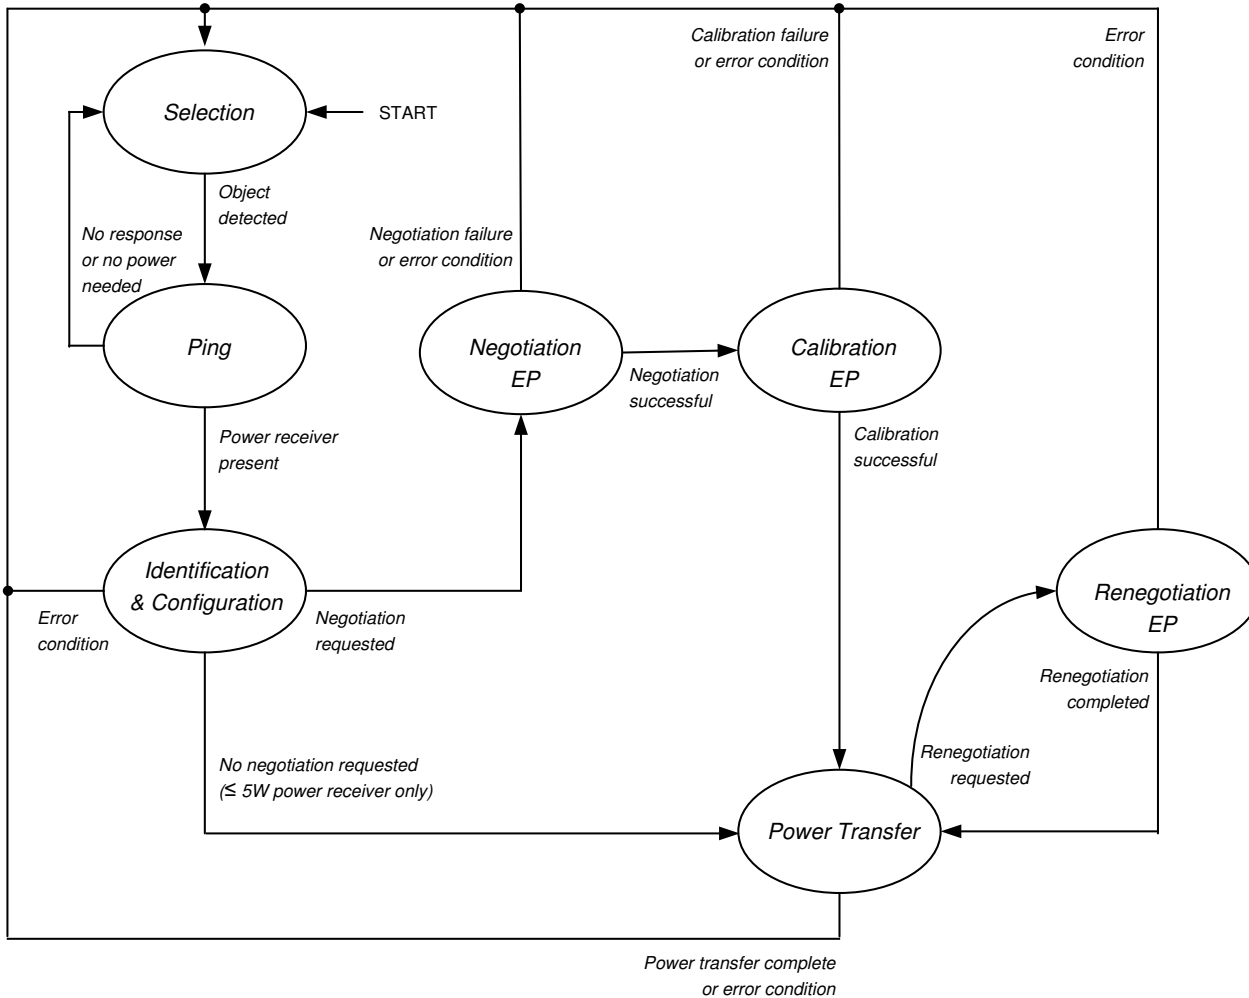 Calibration failure
or error condition
Error
condition
Selection
START
Object
detected
No response
or no power
needed
Negotiation failure
or error condition
Ping
Negotiation
EP
Calibration
EP
Negotiation
successful
Power receiver
present
Calibration
successful
Identification
& Configuration
Renegotiation
EP
Error
condition
Negotiation
requested
Renegotiation
completed
Renegotiation
requested
No negotiation requested
(≤ 5W power receiver only)
Power Transfer
Power transfer complete
or error condition